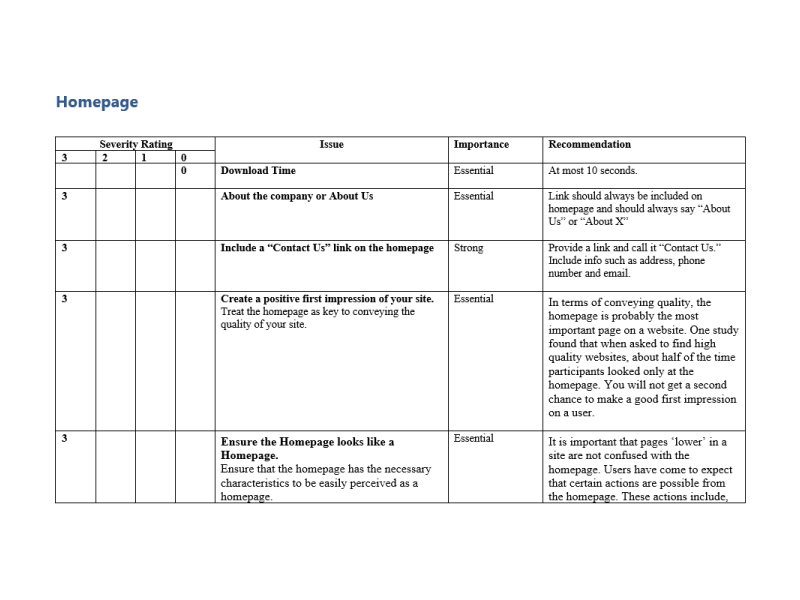 Homepage
Severity Rating Issue Importance Recommendation
3 2 1 0
0 Download Time Essential At most 10 seconds.
3 About the company or About Us Essential Link should always be included on
homepage and should always say “About
Us” or “About X”
3 Include a “Contact Us” link on the homepage Strong Provide a link and call it “Contact Us.”
Include info such as address, phone
number and email.
3 Create a positive first impression of your site. Essential In terms of conveying quality, the
Treat the homepage as key to conveying the homepage is probably the most
quality of your site. important page on a website. One study
found that when asked to find high
quality websites, about half of the time
participants looked only at the
homepage. You will not get a second
chance to make a good first impression
on a user.
3 Ensure the Homepage looks like a Essential It is important that pages ‘lower’ in a
Homepage. site are not confused with the
Ensure that the homepage has the necessary homepage. Users have come to expect
characteristics to be easily perceived as a that certain actions are possible from
homepage. the homepage. These actions include,